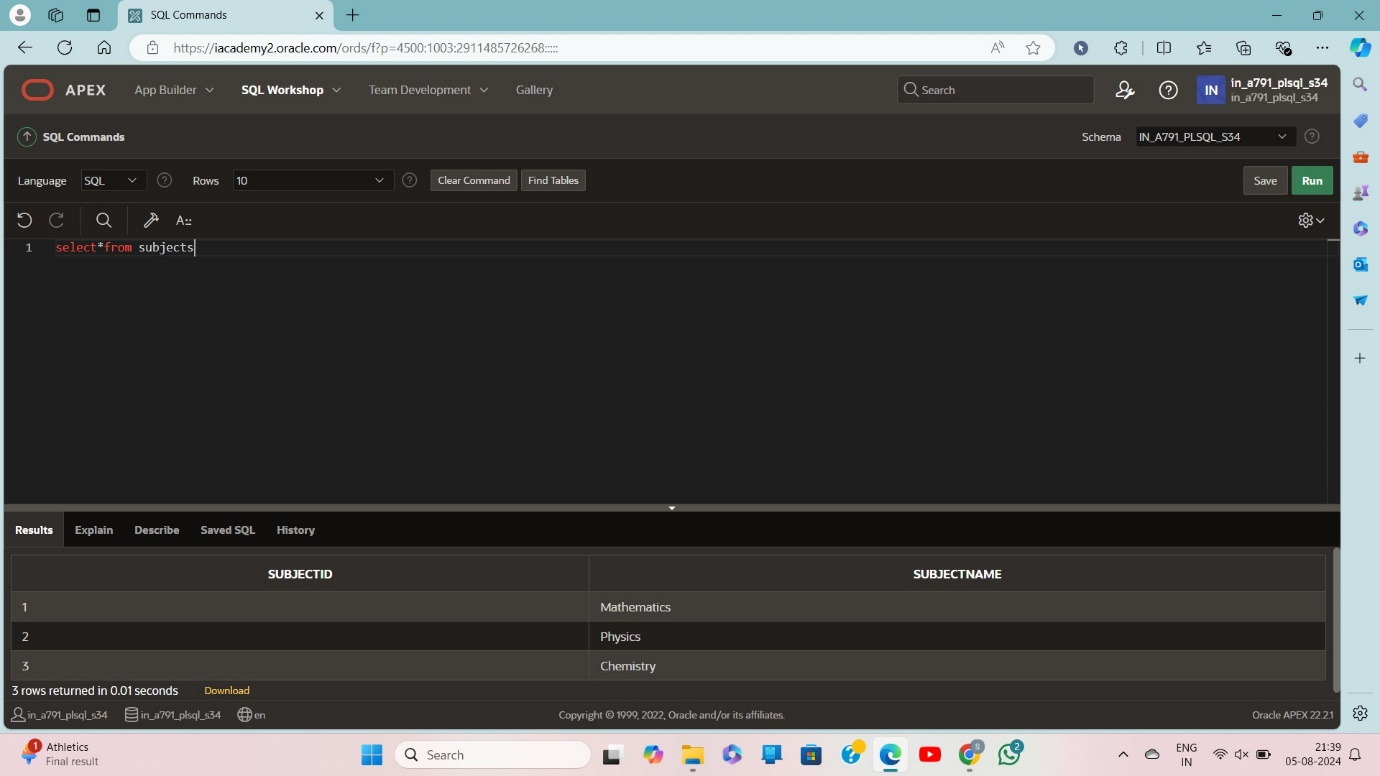 SQL Commands
https://iacademy2.oracle.com/ords/f?p=4500:1003:2911485726268:::::
APEX App Builder SQL Workshop Team Development Gallery Search IN in_a791_plsql_s34
in_a791_plsql_s34
SQL Commands Schema IN_A791_PLSQL_S34
Language SQL Rows 10 Clear Command Find Tables Save Run
1 select*from subjects
Results Explain Describe Saved SQL History
SUBJECTID SUBJECTNAME
1 Mathematics
2 Physics
3 Chemistry
3 rows returned in 0.01 seconds Download
in_a791_plsql_s34 in_a791_plsql_s34 en Copyright © 1999, 2022, Oracle and/or its affiliates. Oracle APEX 22.2.1
1 Athletics
Final result
Search
5
2
ENG
IN
21:39
05-08-2024